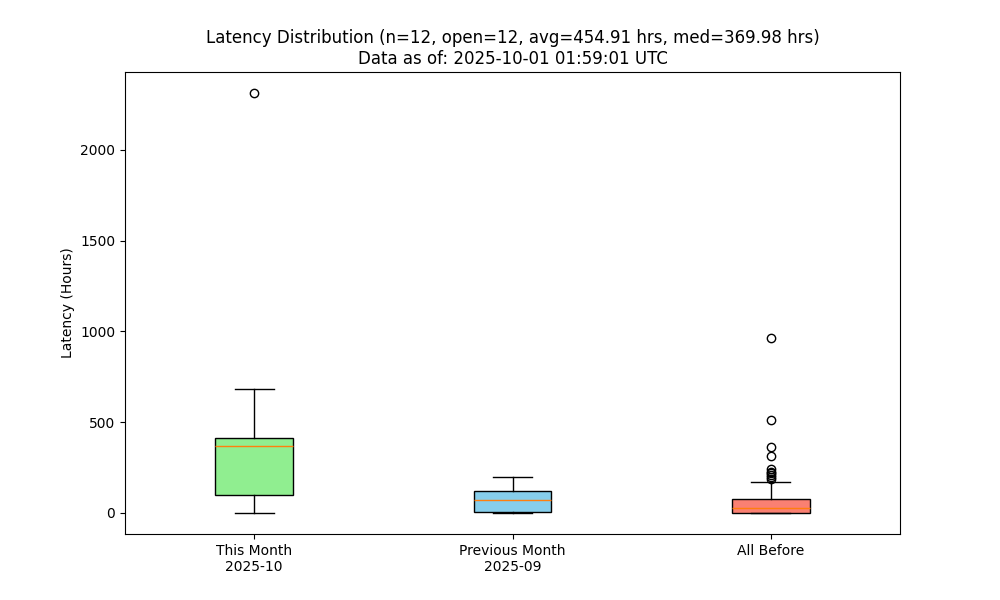 Latency Distribution (n=12, open=12, avg=454.91 hrs, med=369.98 hrs)
Data as of: 2025-10-01 01:59:01 UTC
Latency (Hours)
2000
1500
1000
500
0
This Month
2025-10
Previous Month
2025-09
All Before